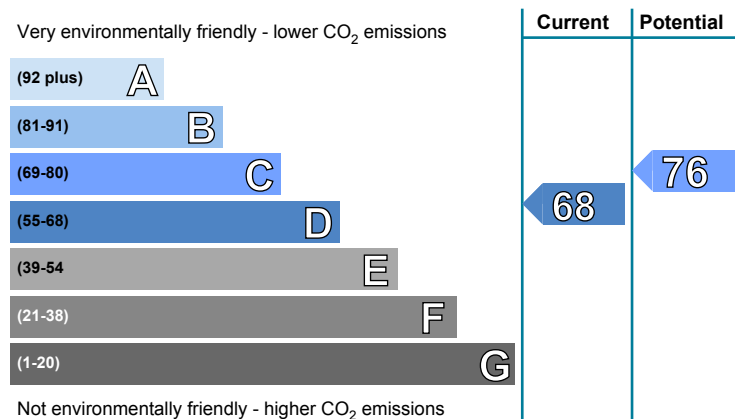 Very environmentally friendly - lower CO₂ emissions
Current
Potential
(92 plus) A
(81-91) B
(69-80) C
(55-68) D
(39-54 E
(21-38) F
(1-20) G
76
68
Not environmentally friendly - higher CO₂ emissions